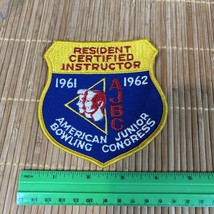 RESIDENT
CERTIFIED
INSTRUCTOR
1961 1962
AJBC
AMERICAN JUNIOR
BOWLING CONGRESS